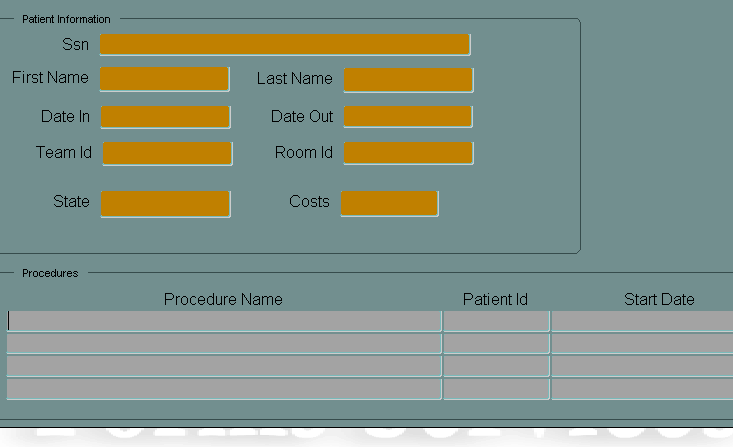 Patient Information
Ssn
First Name Last Name
Date In Date Out
Team Id Room Id
State Costs
Procedures
Procedure Name Patient Id Start Date